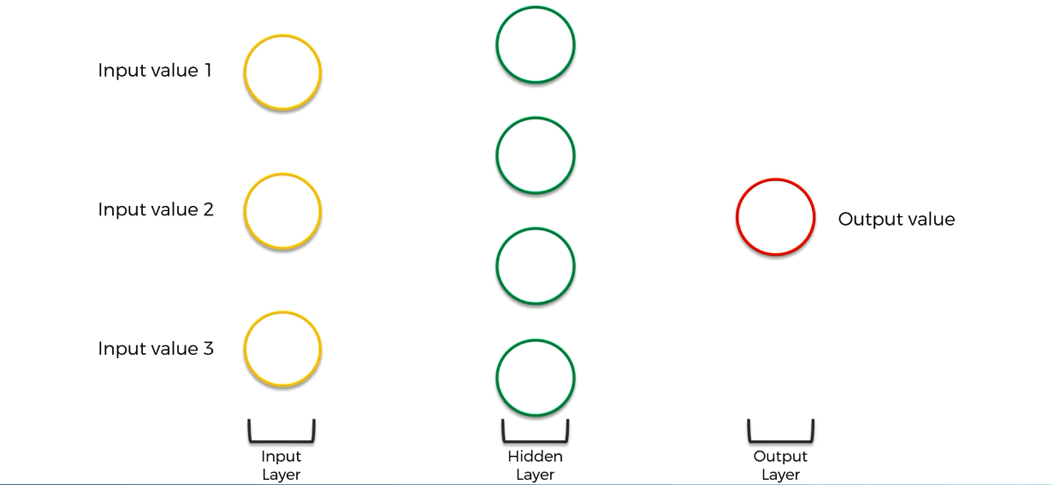 Input value 1
Input value 2
Output value
Input value 3
Input
Layer
Hidden
Layer
Output
Layer